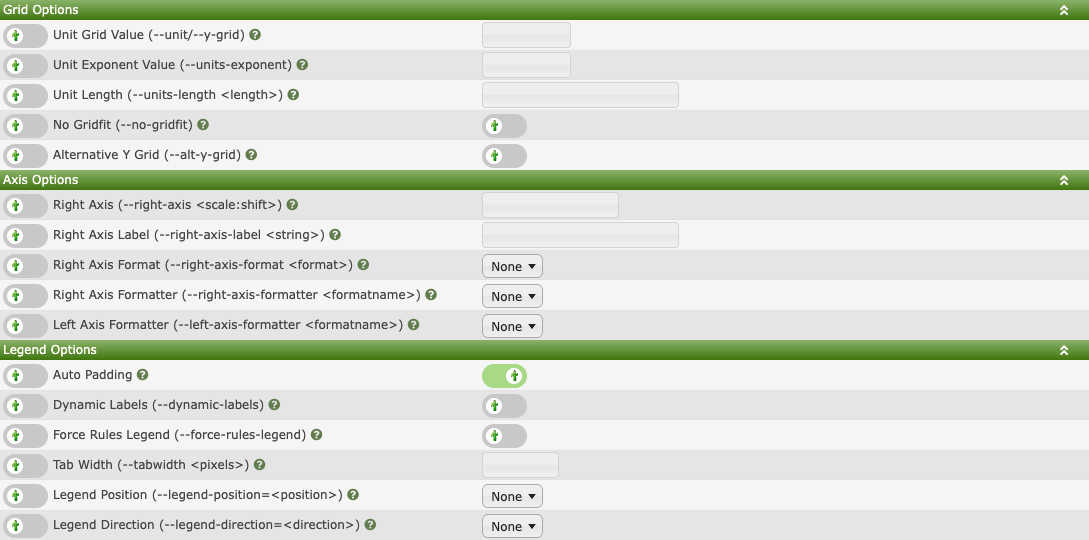 Grid Options
Unit Grid Value (--unit/--y-grid) ?
Unit Exponent Value (--units-exponent) ?
Unit Length (--units-length <length>) ?
No Gridfit (--no-gridfit) ?
Alternative Y Grid (--alt-y-grid) ?
Axis Options
Right Axis (--right-axis <scale:shift>) ?
Right Axis Label (--right-axis-label <string>) ?
Right Axis Format (--right-axis-format <format>) ? None
Right Axis Formatter (--right-axis-formatter <formatname>) ? None
Left Axis Formatter (--left-axis-formatter <formatname>) ? None
Legend Options
Auto Padding ?
Dynamic Labels (--dynamic-labels) ?
Force Rules Legend (--force-rules-legend) ?
Tab Width (--tabwidth <pixels>) ?
Legend Position (--legend-position=<position>) ? None
Legend Direction (--legend-direction=<direction>) ? None